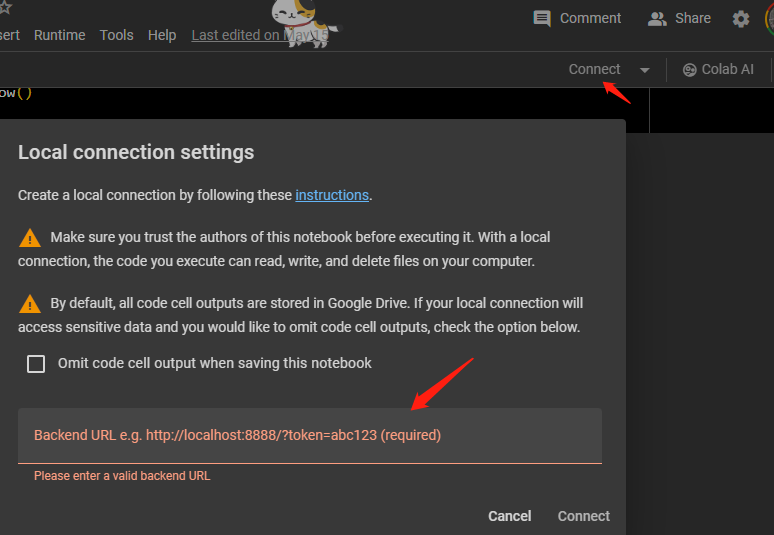 Comment Share
sert Runtime Tools Help Last edited on May 15
Connect Colab AI
ow()
Local connection settings
Create a local connection by following these instructions.
Make sure you trust the authors of this notebook before executing it. With a local
connection, the code you execute can read, write, and delete files on your computer.
By default, all code cell outputs are stored in Google Drive. If your local connection will
access sensitive data and you would like to omit code cell outputs, check the option below.
Omit code cell output when saving this notebook
Backend URL e.g. http://localhost:8888/?token=abc123 (required)
Please enter a valid backend URL
Cancel Connect